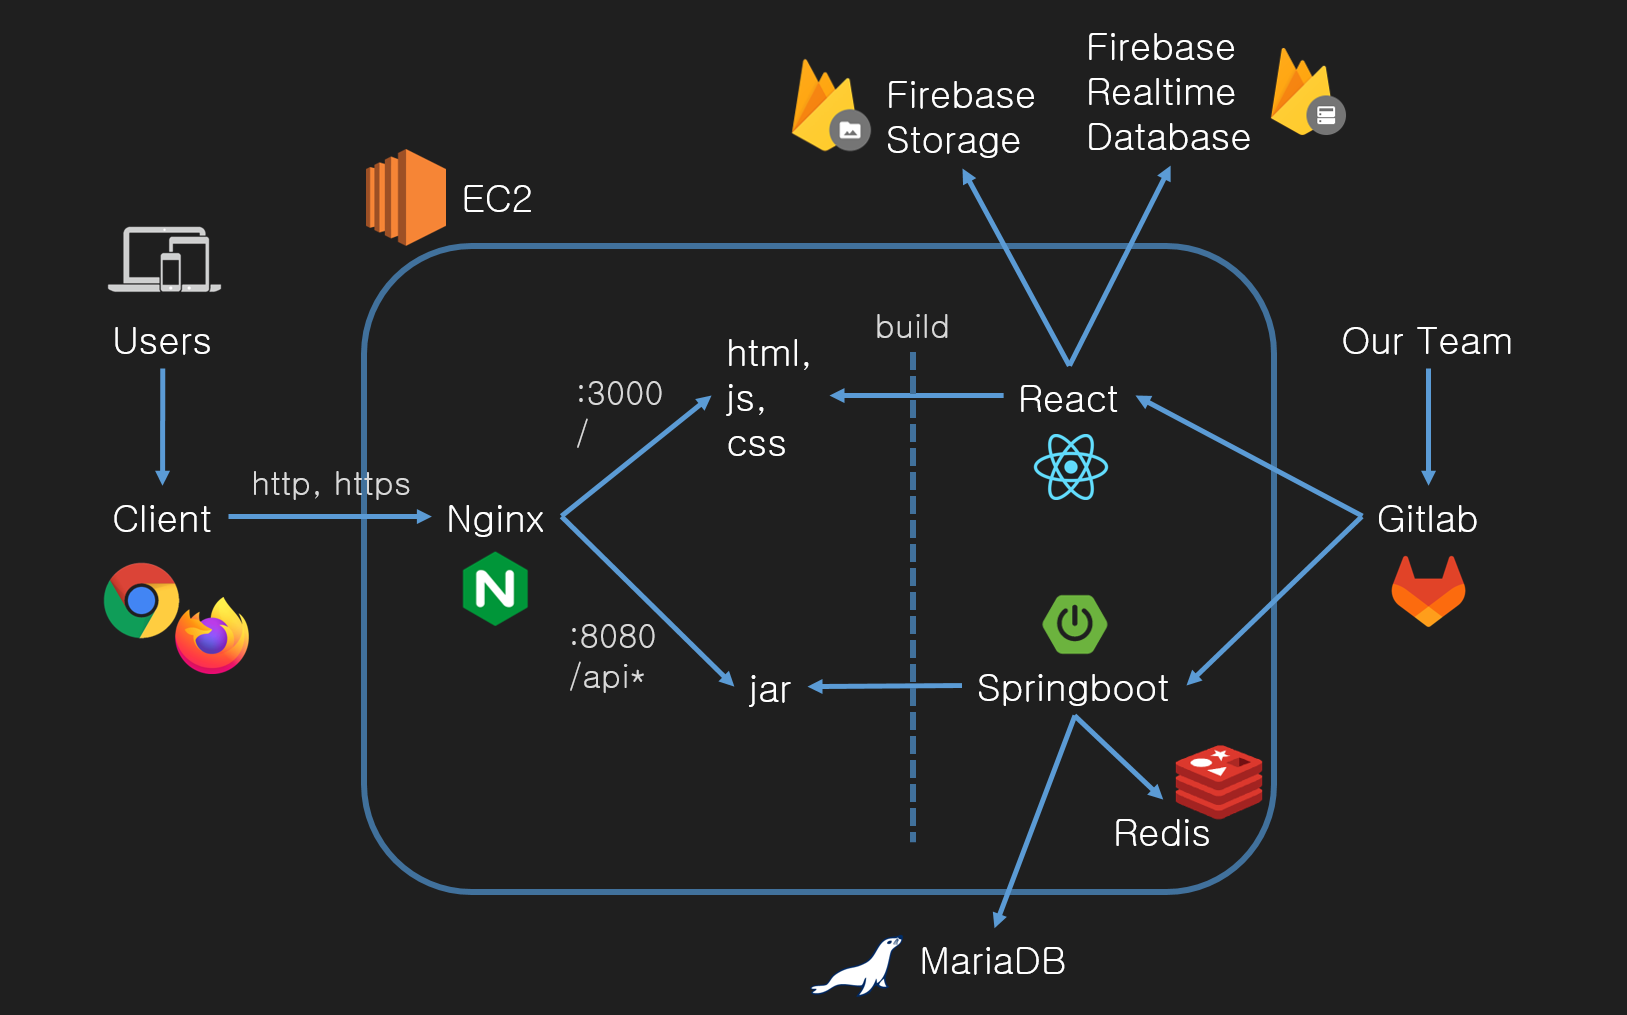 Firebase
Storage
Firebase
Realtime
Database
EC2
Users
Client
http, https
Nginx
:3000
/
:8080
/api*
html,
js,
css
jar
build
React
Springboot
Redis
MariaDB
Our Team
Gitlab